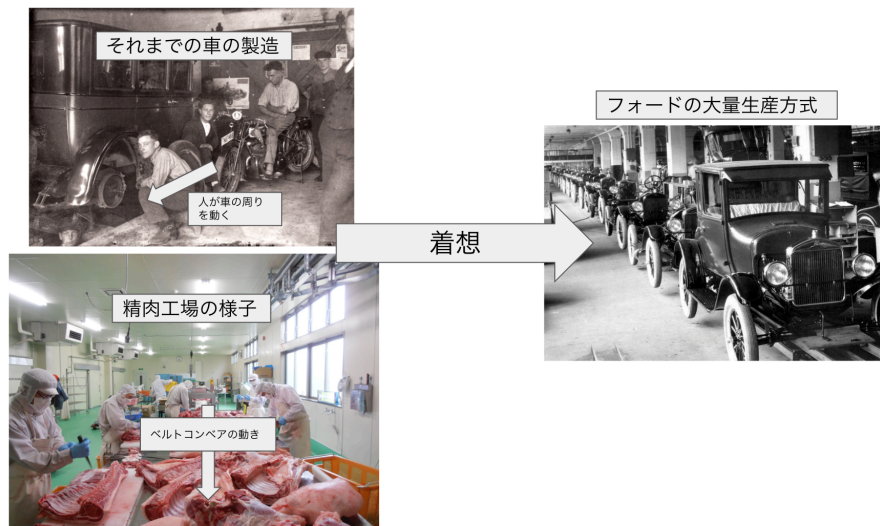 それまでの車の製造
人が車の周り
を動く
フォードの大量生産方式
着想
精肉工場の様子
ベルトコンベアの動き